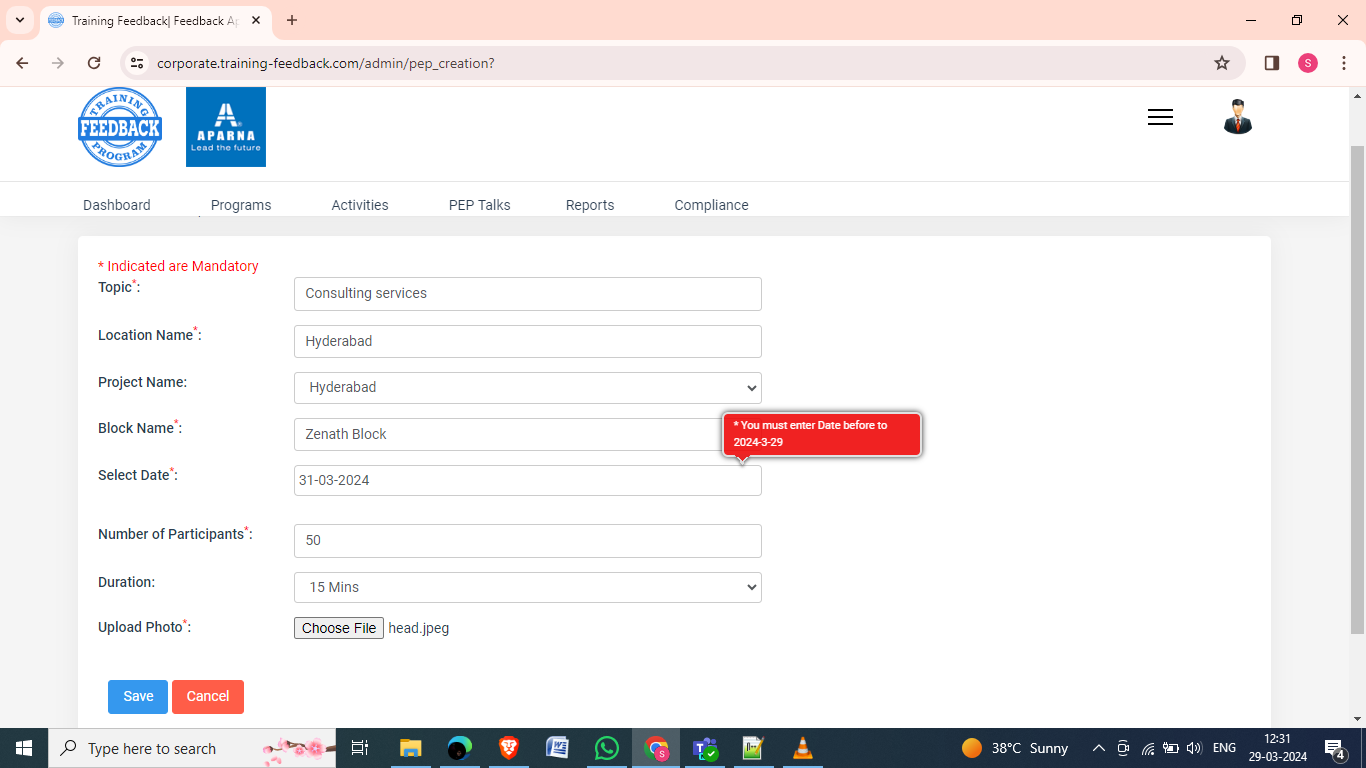 Training Feedback| Feedback Ap
corporate.training-feedback.com/admin/pep_creation?
S
TRAINING
FEEDBACK
PROGRAM
APARNA
Lead the future
Dashboard Programs Activities PEP Talks Reports Compliance
* Indicated are Mandatory
Topic*: Consulting services
Location Name*: Hyderabad
Project Name: Hyderabad
* You must enter Date before to
2024-3-29
Block Name*: Zenath Block
Select Date*: 31-03-2024
Number of Participants*: 50
Duration: 15 Mins
Upload Photo*: Choose File head.jpeg
Save Cancel
Type here to search
38°C Sunny
ENG
12:31
29-03-2024
4